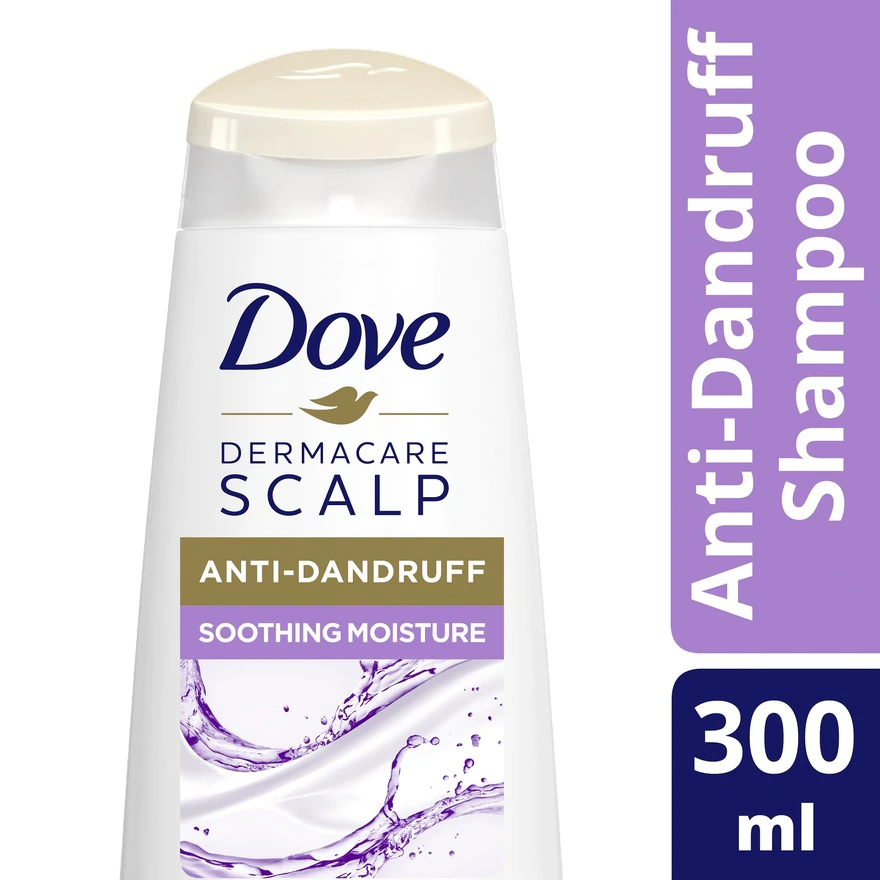 Dove
DERMACARE
SCALP
ANTI-DANDRUFF
SOOTHING MOISTURE
Anti-Dandruff
Shampoo
300
ml